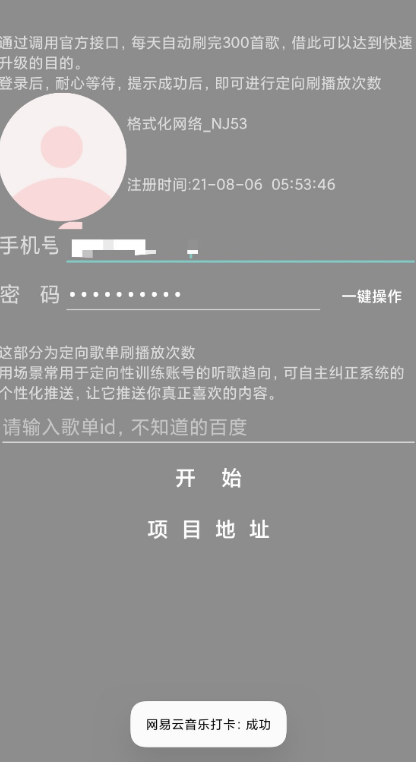 通过调用官方接口，每天自动刷完300首歌，借此可以达到快速
升级的目的。
登录后，耐心等待，提示成功后，即可进行定向刷播放次数
格式化网络_NJ53
注册时间:21-08-06 05:53:46
手机号
密 码 •••••••••• 一键操作
这部分为定向歌单刷播放次数
用场景常用于定向性训练账号的听歌趋向，可自主纠正系统的
个性化推送，让它推送你真正喜欢的内容。
请输入歌单id，不知道的百度
开 始
项 目 地 址
网易云音乐打卡：成功